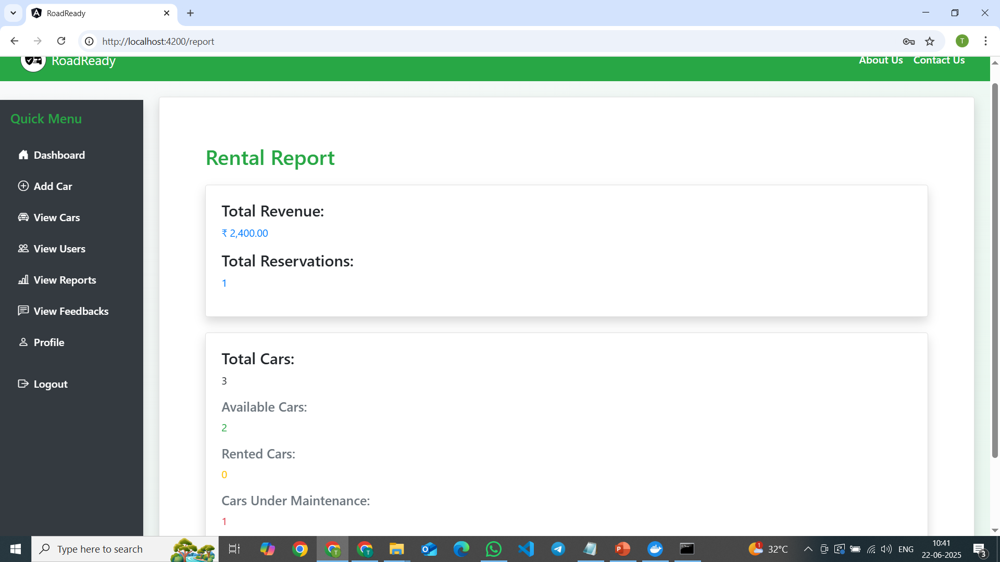 RoadReady
http://localhost:4200/report
T
RoadReady
About Us
Contact Us
Quick Menu
Dashboard
Add Car
View Cars
View Users
View Reports
View Feedbacks
Profile
Logout
Rental Report
Total Revenue:
₹ 2,400.00
Total Reservations:
1
Total Cars:
3
Available Cars:
2
Rented Cars:
0
Cars Under Maintenance:
1
Type here to search
1
32°C
ENG
10:41
22-06-2025
3